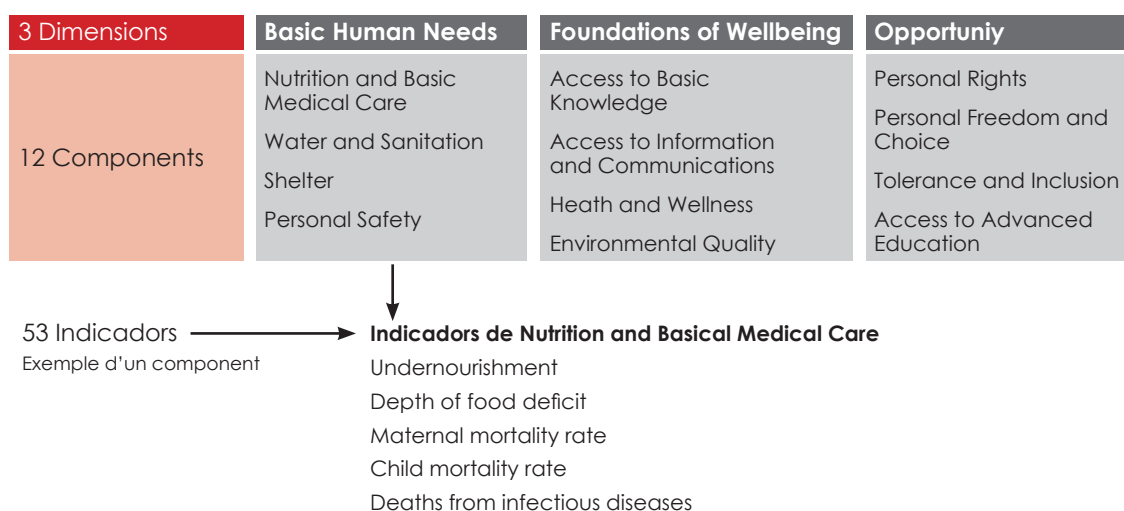 3 Dimensions
Basic Human Needs
Foundations of Wellbeing
Opportuniy
12 Components
Nutrition and Basic
Medical Care
Water and Sanitation
Shelter
Personal Safety
Access to Basic
Knowledge
Access to Information
and Communications
Heath and Wellness
Environmental Quality
Personal Rights
Personal Freedom and
Choice
Tolerance and Inclusion
Access to Advanced
Education
53 Indicadors
Exemple d'un component
Indicadors de Nutrition and Basical Medical Care
Undernourishment
Depth of food deficit
Maternal mortality rate
Child mortality rate
Deaths from infectious diseases